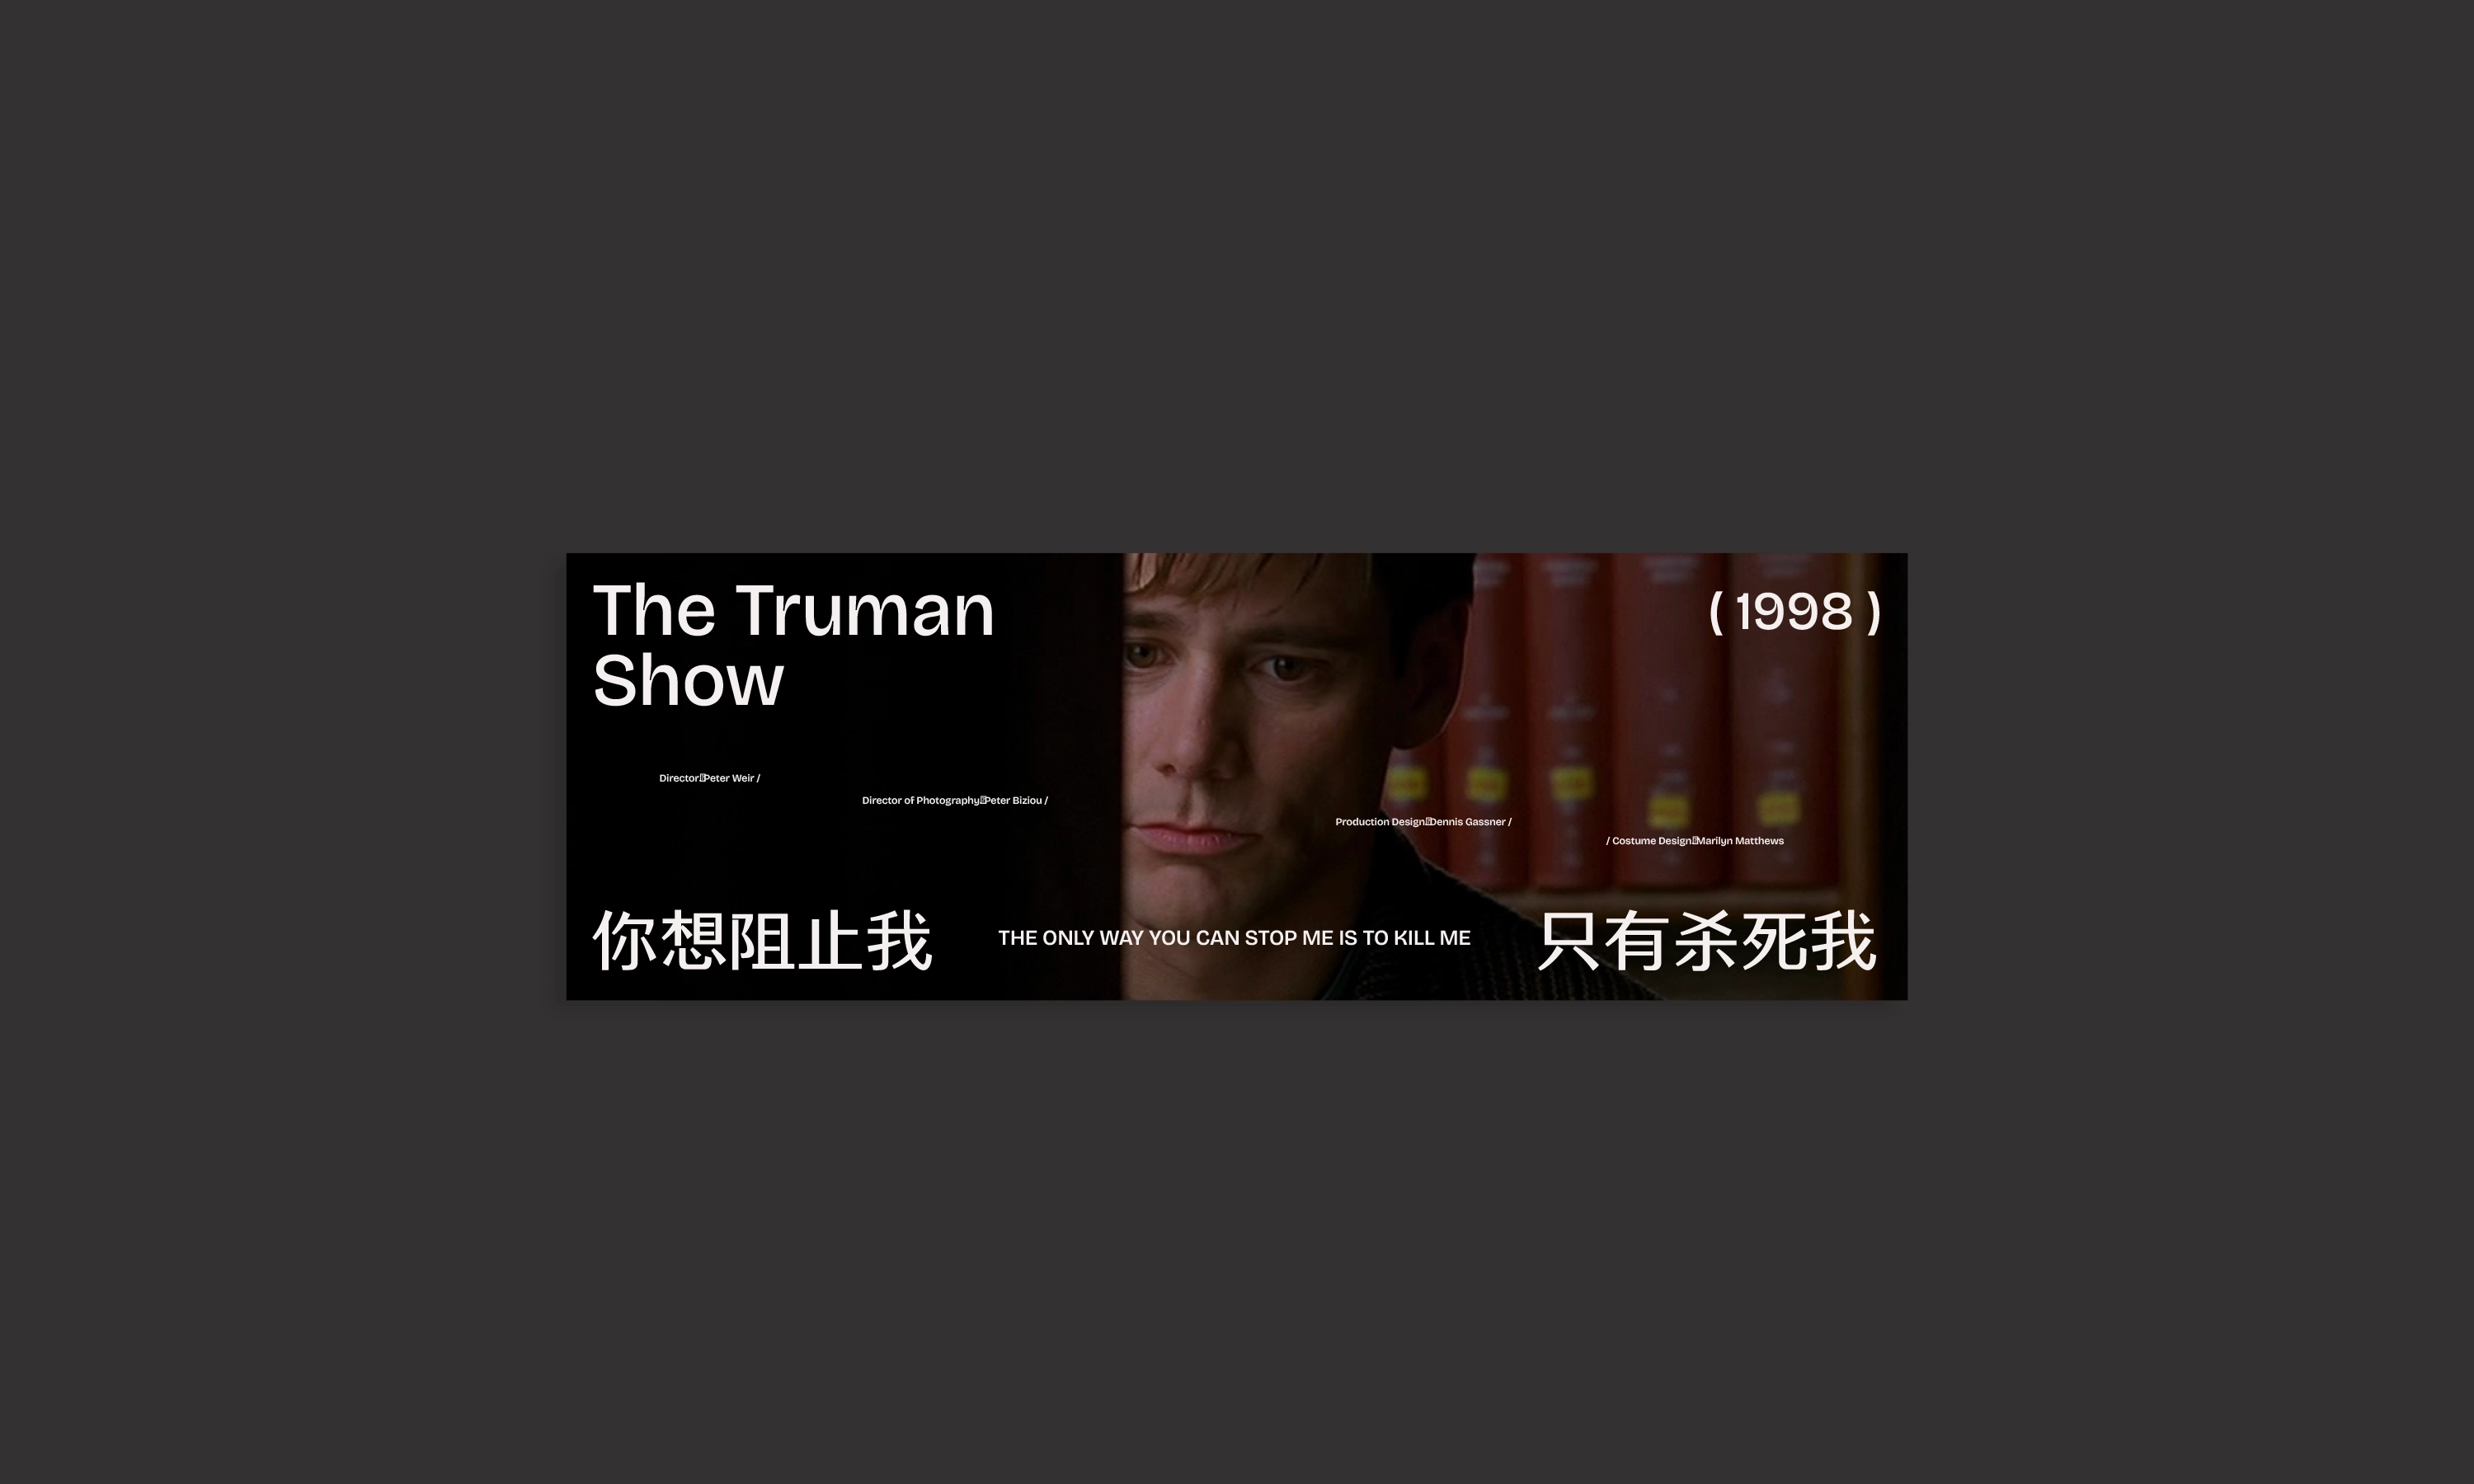 The Truman
Show
( 1998 )
Director Peter Weir /
Director of Photography Peter Biziou /
Production Design Dennis Gassner /
/ Costume Design Marilyn Matthews
你想阻止我
THE ONLY WAY YOU CAN STOP ME IS TO KILL ME
只有杀死我